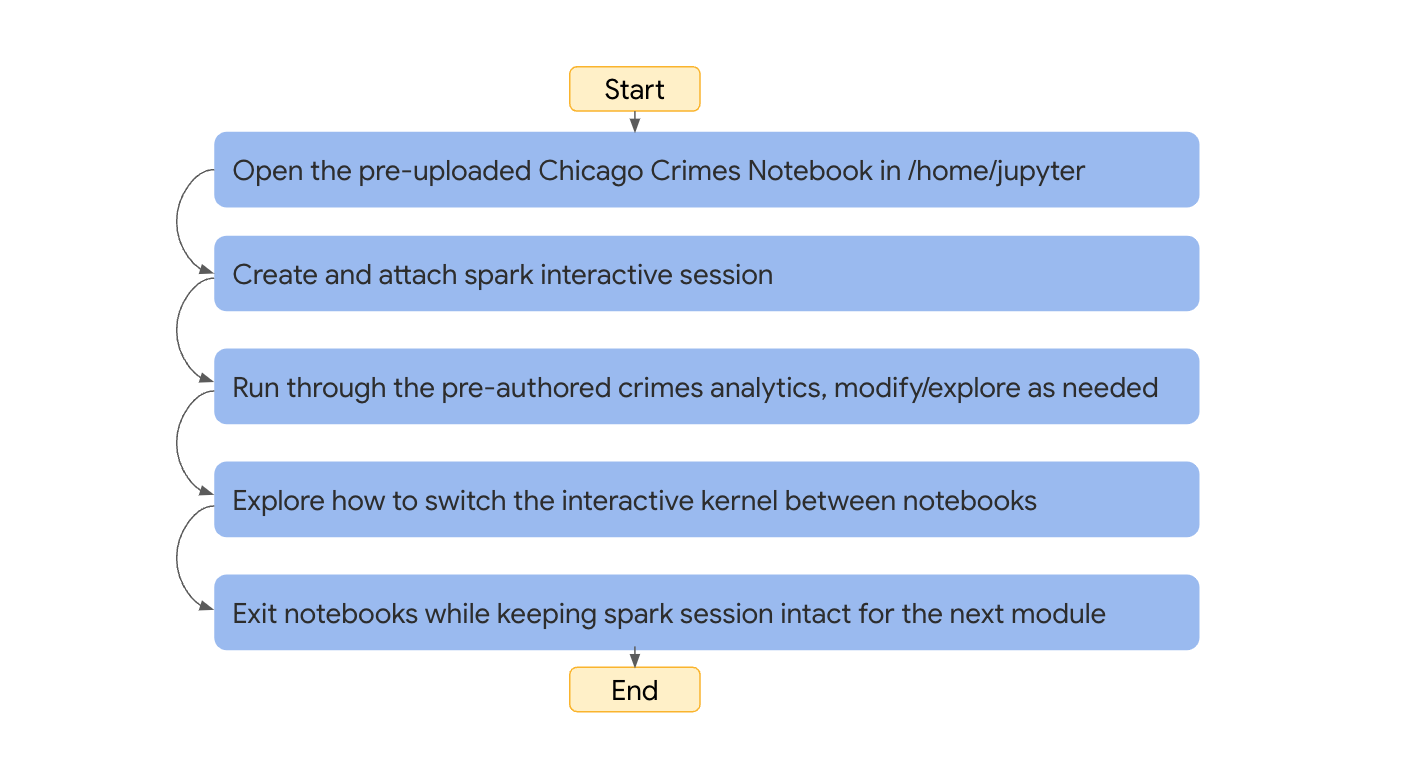 Start
Open the pre-uploaded Chicago Crimes Notebook in /home/jupyter
Create and attach spark interactive session
Run through the pre-authored crimes analytics, modify/explore as needed
Explore how to switch the interactive kernel between notebooks
Exit notebooks while keeping spark session intact for the next module
End